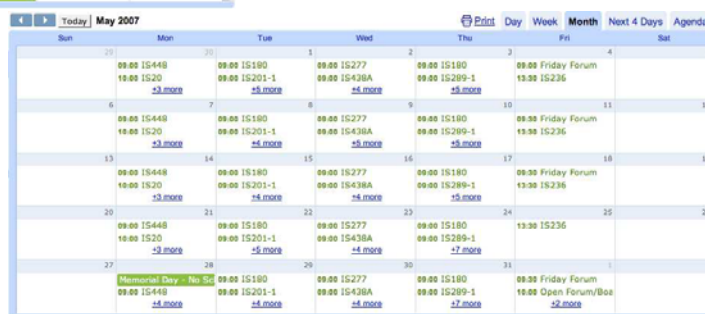 Today May 2007 Print Day Week Month Next 4 Days Agenda
Sun Mon Tue Wed Thu Fri Sat
29 30 1 2 3 4
09:00 IS448 09:00 IS180 09:00 IS277 09:00 IS180 09:30 Friday Forum
10:00 IS20 09:00 IS201-1 09:00 IS438A 09:00 IS289-1 13:30 IS236
+3 more +5 more +4 more +5 more
6 7 8 9 10 11
09:00 IS448 09:00 IS180 09:00 IS277 09:00 IS180 09:30 Friday Forum
10:00 IS20 09:00 IS201-1 09:00 IS438A 09:00 IS289-1 13:30 IS236
+3 more +4 more +5 more +5 more
13 14 15 16 17 18
09:00 IS448 09:00 IS180 09:00 IS277 09:00 IS180 09:30 Friday Forum
10:00 IS20 09:00 IS201-1 09:00 IS438A 09:00 IS289-1 13:30 IS236
+3 more +4 more +4 more +5 more
20 21 22 23 24 25
09:00 IS448 09:00 IS180 09:00 IS277 09:00 IS180 13:30 IS236
10:00 IS20 09:00 IS201-1 09:00 IS438A 09:00 IS289-1
+3 more +5 more +4 more +7 more
27 28 29 30 31 1
Memorial Day - No Sc 09:00 IS180 09:00 IS277 09:00 IS180 09:30 Friday Forum
09:00 IS448 09:00 IS201-1 09:00 IS438A 09:00 IS289-1 10:00 Open Forum/Boa
+4 more +4 more +4 more +7 more +2 more